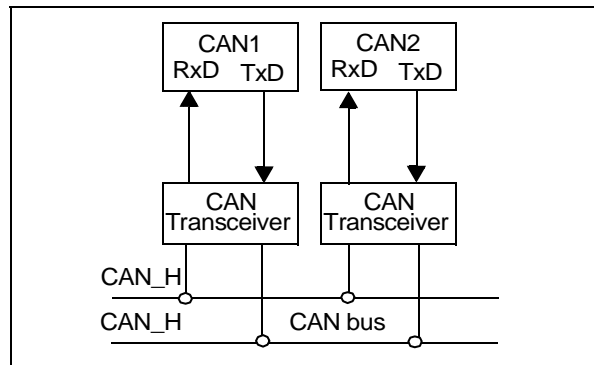 CAN1
RxD TxD
CAN2
RxD TxD
CAN
Transceiver
CAN
Transceiver
CAN_H
CAN_H
CAN bus